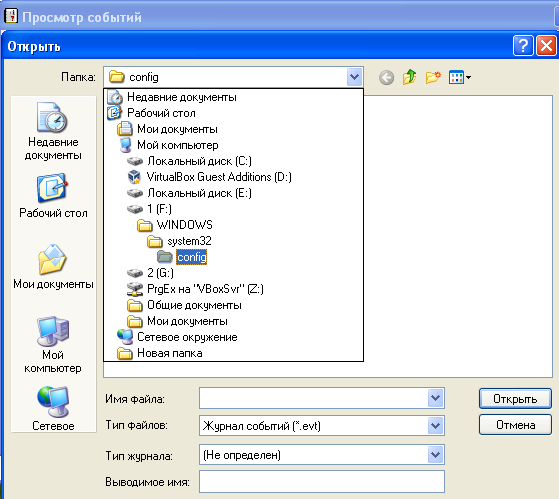 Просмотр событий
Открыть
Папка: config
Недавние документы
Рабочий стол
Мои документы
Мой компьютер
Локальный диск (C:)
VirtualBox Guest Additions (D:)
Локальный диск (E:)
1 (F:)
WINDOWS
system32
config
2 (G:)
PrgEx на "VBoxSvr" (Z:)
Общие документы
Мои документы
Сетевое окружение
Новая папка
Недавние
документы
Рабочий стол
Мои документы
Мой
компьютер
Сетевое
Имя файла:
Открыть
Тип файлов: Журнал событий (*.evt)
Отмена
Тип журнала: (Не определен)
Выводимое имя: